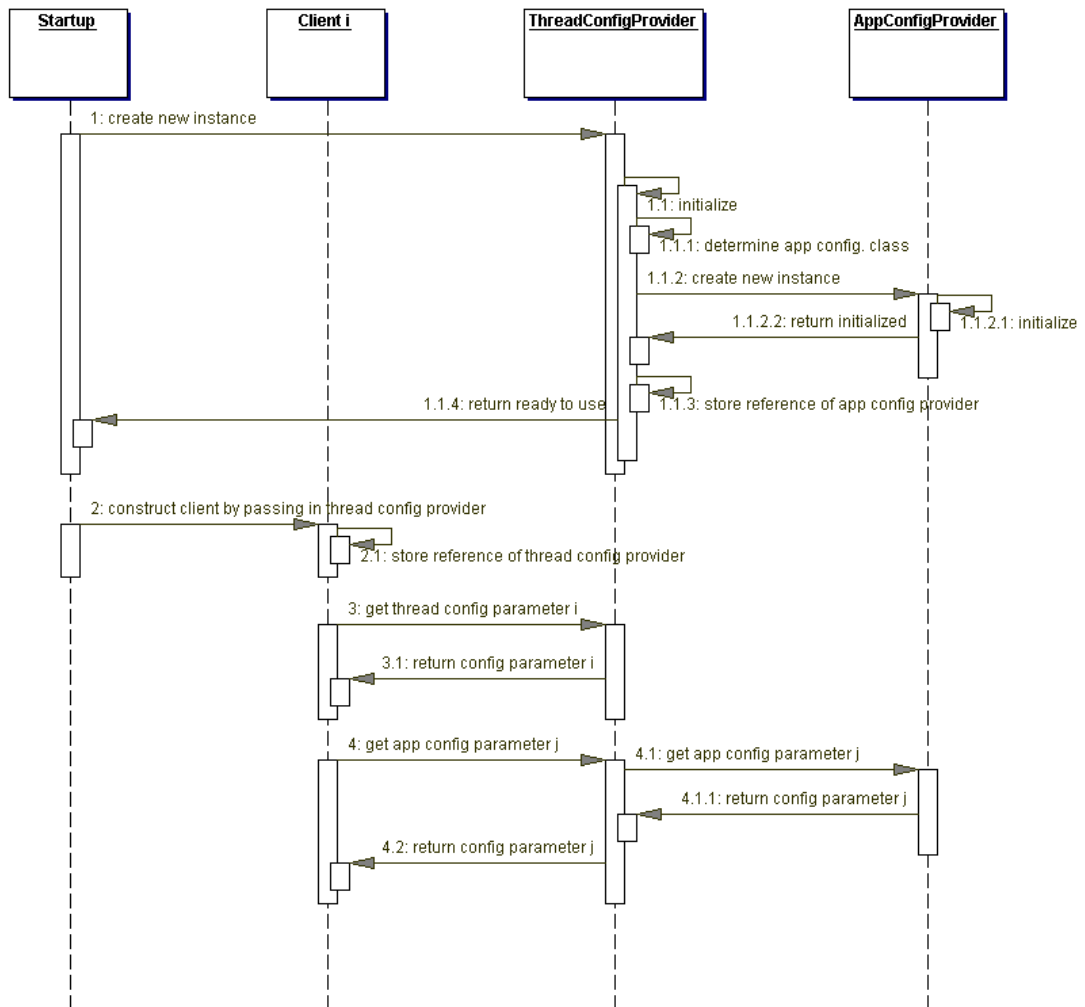 Startup
Client i
ThreadConfigProvider
AppConfigProvider
1: create new instance
1.1: initialize
1.1.1: determine app config. class
1.1.2: create new instance
1.1.2.1: initialize
1.1.2.2: return initialized
1.1.3: store reference of app config provider
1.1.4: return ready to use
2: construct client by passing in thread config provider
2.1: store reference of thread config provider
3: get thread config parameter i
3.1: return config parameter i
4: get app config parameter j
4.1: get app config parameter j
4.1.1: return config parameter j
4.2: return config parameter j